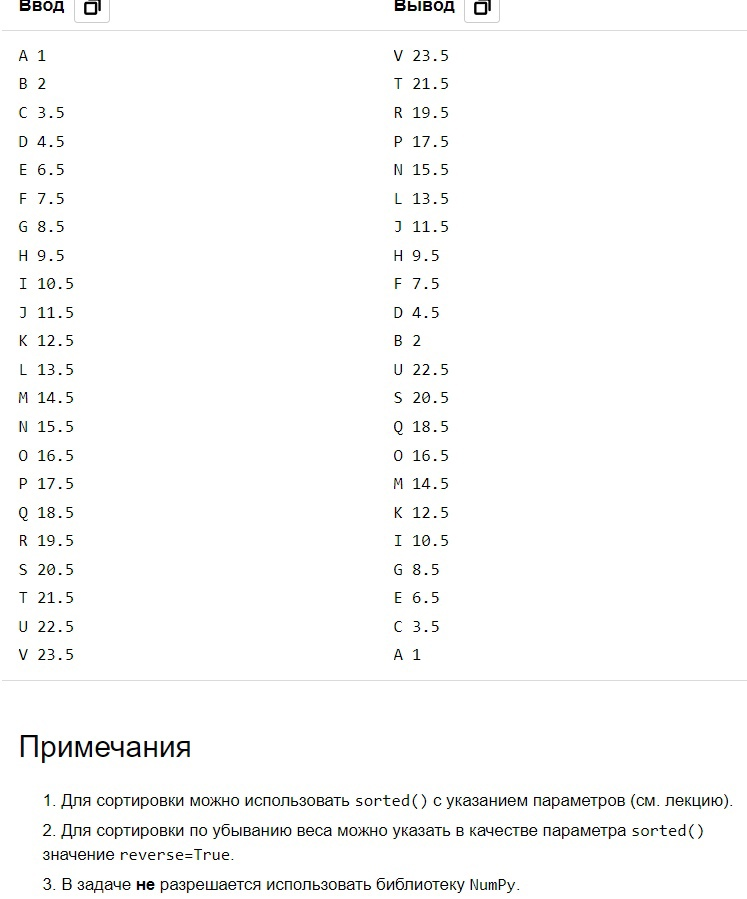 Ввод Вывод
A 1 V 23.5
B 2 T 21.5
C 3.5 R 19.5
D 4.5 P 17.5
E 6.5 N 15.5
F 7.5 L 13.5
G 8.5 J 11.5
H 9.5 H 9.5
I 10.5 F 7.5
J 11.5 D 4.5
K 12.5 B 2
L 13.5 U 22.5
M 14.5 S 20.5
N 15.5 Q 18.5
O 16.5 O 16.5
P 17.5 M 14.5
Q 18.5 K 12.5
R 19.5 I 10.5
S 20.5 G 8.5
T 21.5 E 6.5
U 22.5 C 3.5
V 23.5 A 1
Примечания
1. Для сортировки можно использовать sorted() с указанием параметров (см. лекцию).
2. Для сортировки по убыванию веса можно указать в качестве параметра sorted()
значение reverse=True.
3. В задаче не разрешается использовать библиотеку NumPy.